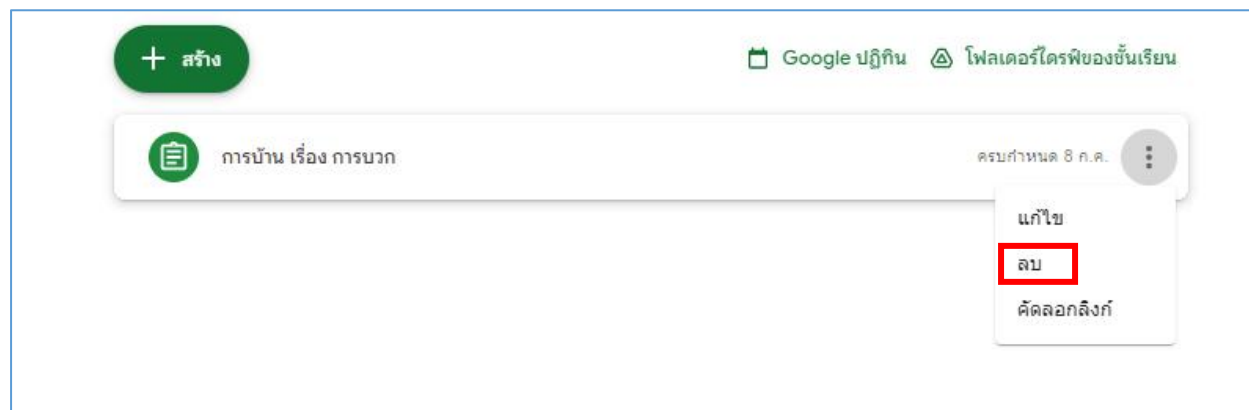 สร้าง
Google ปฏิทิน โฟลเดอร์ไดรฟ์ของชั้นเรียน
การบ้าน เรื่อง การบวก ครบกำหนด 8 ก.ค.
แก้ไข
ลบ
คัดลอกลิงก์